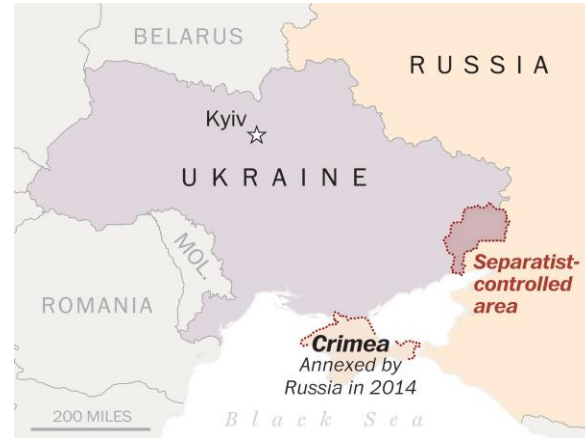 BELARUS
RUSSIA
Kyiv
UKRAINE
MOL.
ROMANIA
Separatist-
controlled
area
Crimea
Annexed by
Russia in 2014
200 MILES
Black Sea